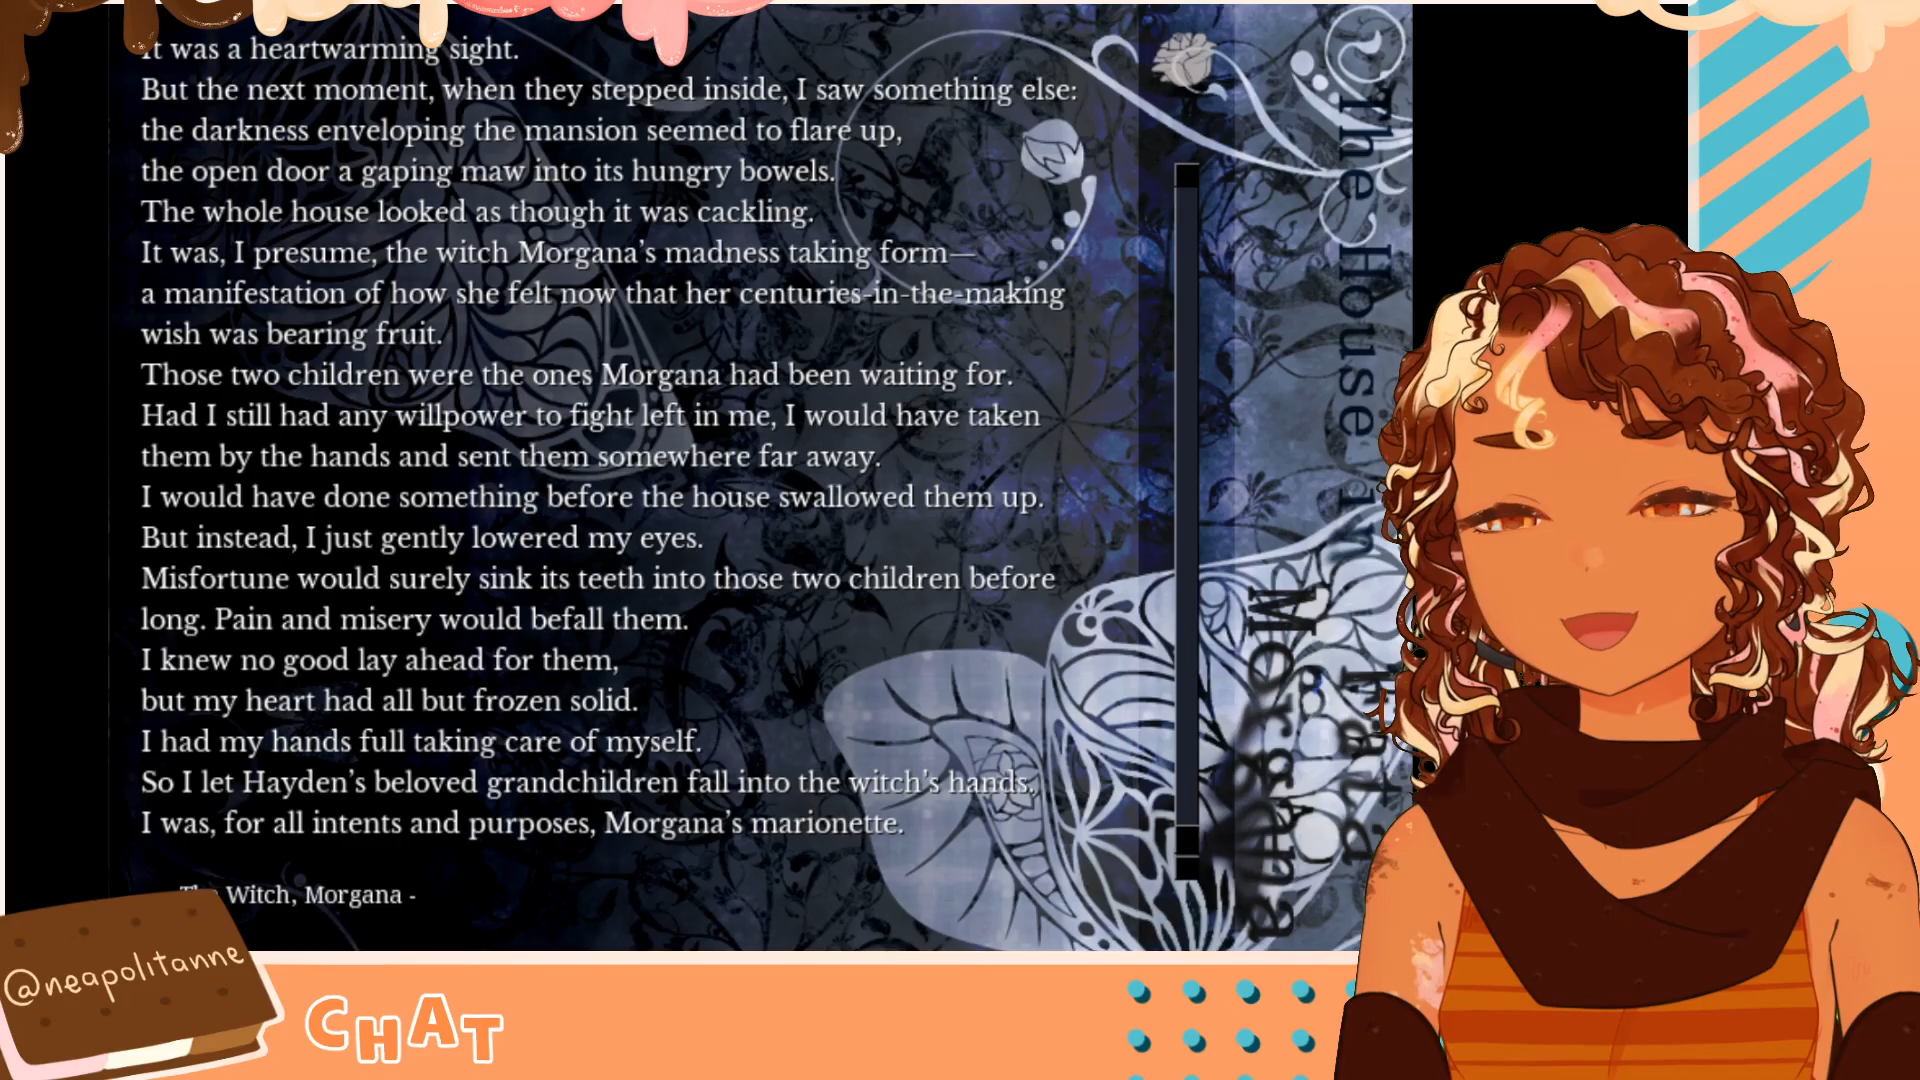 It was a heartwarming sight.
But the next moment, when they stepped inside, I saw something else:
the darkness enveloping the mansion seemed to flare up,
the open door a gaping maw into its hungry bowels.
The whole house looked as though it was cackling.
It was, I presume, the witch Morgana’s madness taking form—
a manifestation of how she felt now that her centuries-in-the-making
wish was bearing fruit.
Those two children were the ones Morgana had been waiting for.
Had I still had any willpower to fight left in me, I would have taken
them by the hands and sent them somewhere far away.
I would have done something before the house swallowed them up.
But instead, I just gently lowered my eyes.
Misfortune would surely sink its teeth into those two children before
long. Pain and misery would befall them.
I knew no good lay ahead for them,
but my heart had all but frozen solid.
I had my hands full taking care of myself.
So I let Hayden’s beloved grandchildren fall into the witch’s hands.
I was, for all intents and purposes, Morgana’s marionette.
The Witch, Morgana -
The House in Fata
Morgana
@neapolitanne
CHAT